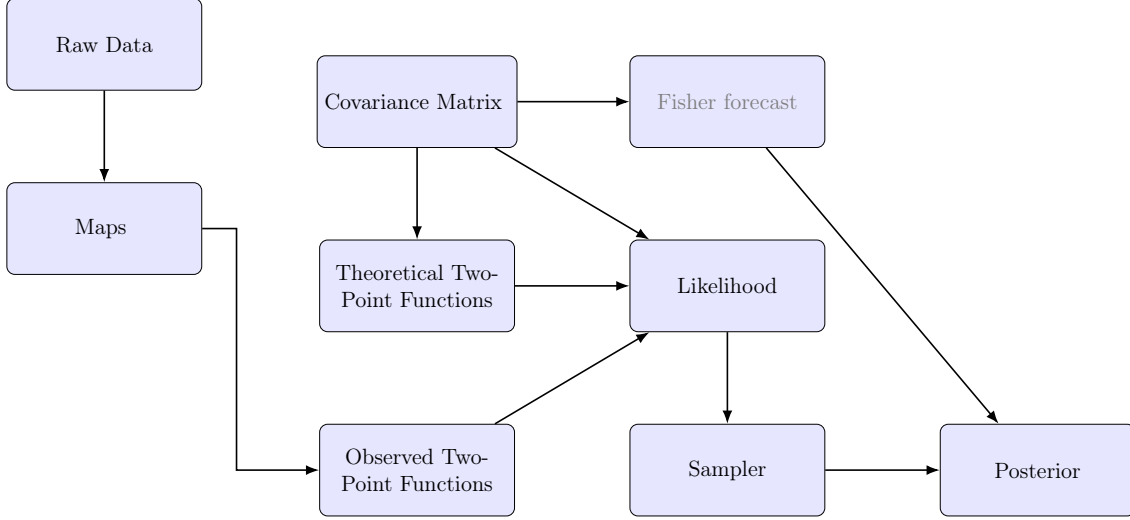 Raw Data
Covariance Matrix
Fisher forecast
Maps
Theoretical Two-
Point Functions
Likelihood
Observed Two-
Point Functions
Sampler
Posterior